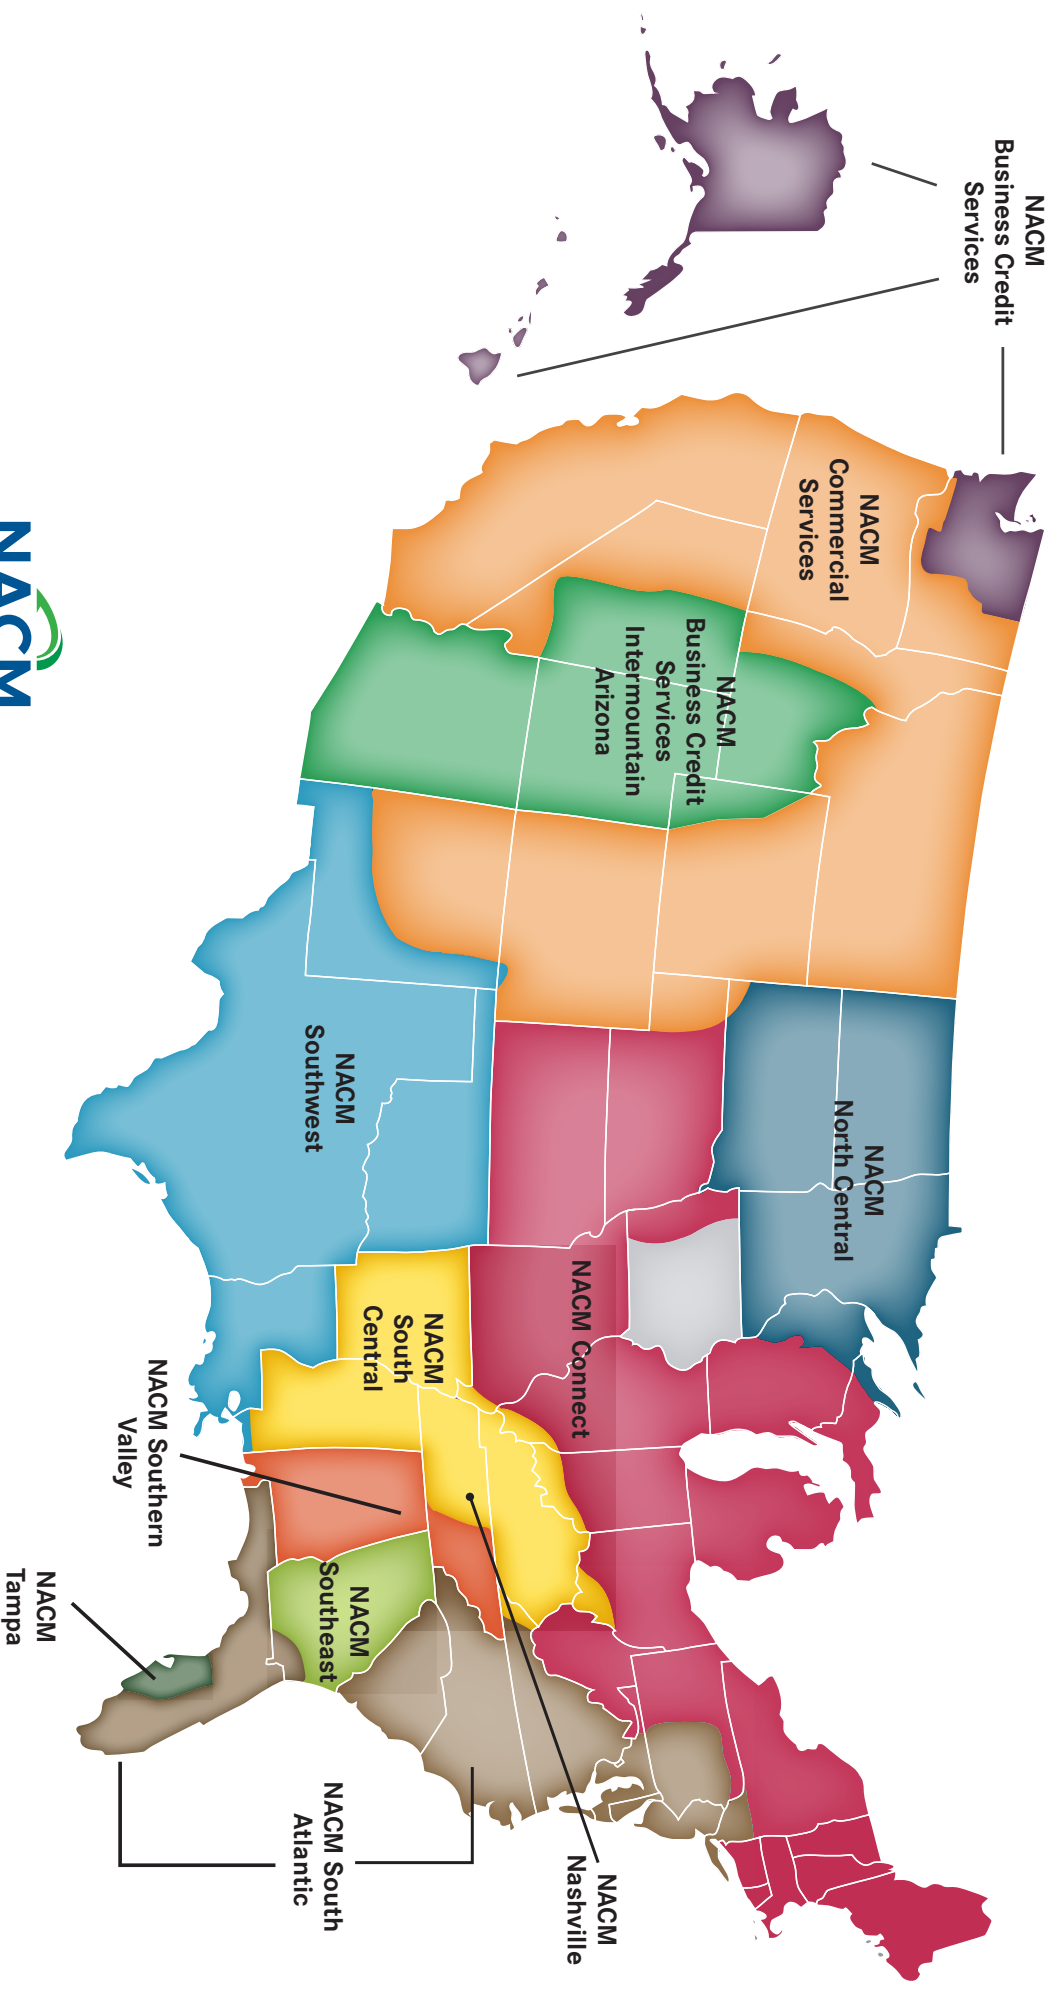 NACM
Business Credit
Services
NACM
Commercial
Services
NACM
Business Credit
Services
Intermountain
Arizona
NACM
North Central
NACM
Southwest
NACM Connect
NACM
South
Central
NACM Southern
Valley
NACM
Southeast
NACM
Tampa
NACM South
Atlantic
NACM
Nashville
NACM